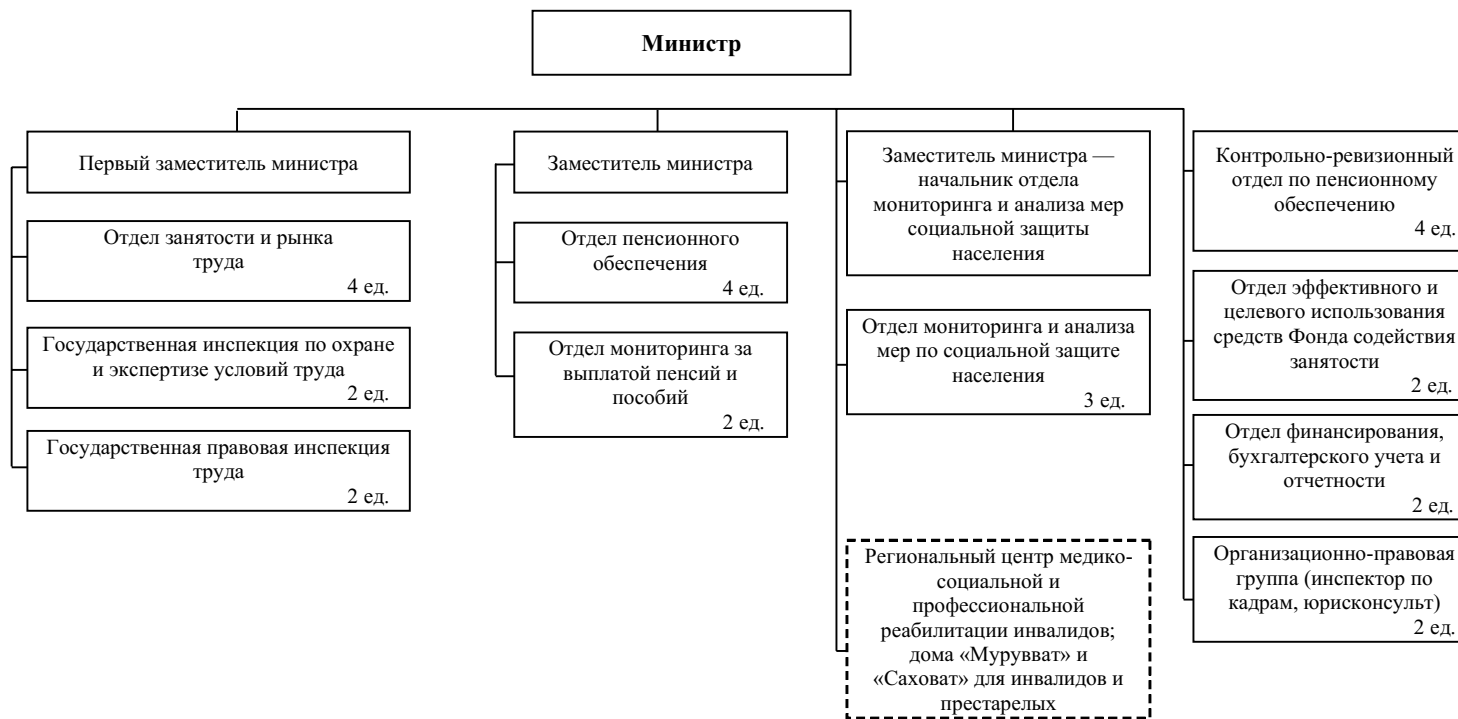 Министр
Первый заместитель министра
Отдел занятости и рынка
труда
4 ед.
Государственная инспекция по охране
и экспертизе условий труда
2 ед.
Государственная правовая инспекция
труда
2 ед.
Заместитель министра
Отдел пенсионного
обеспечения
4 ед.
Отдел мониторинга за
выплатой пенсий и
пособий
2 ед.
Заместитель министра —
начальник отдела
мониторинга и анализа мер
социальной защиты
населения
Отдел мониторинга и анализа
мер по социальной защите
населения
3 ед.
Региональный центр медико-
социальной и
профессиональной
реабилитации инвалидов;
дома «Мурувват» и
«Саховат» для инвалидов и
престарелых
Контрольно-ревизионный
отдел по пенсионному
обеспечению
4 ед.
Отдел эффективного и
целевого использования
средств Фонда содействия
занятости
2 ед.
Отдел финансирования,
бухгалтерского учета и
отчетности
2 ед.
Организационно-правовая
группа (инспектор по
кадрам, юрисконсульт)
2 ед.